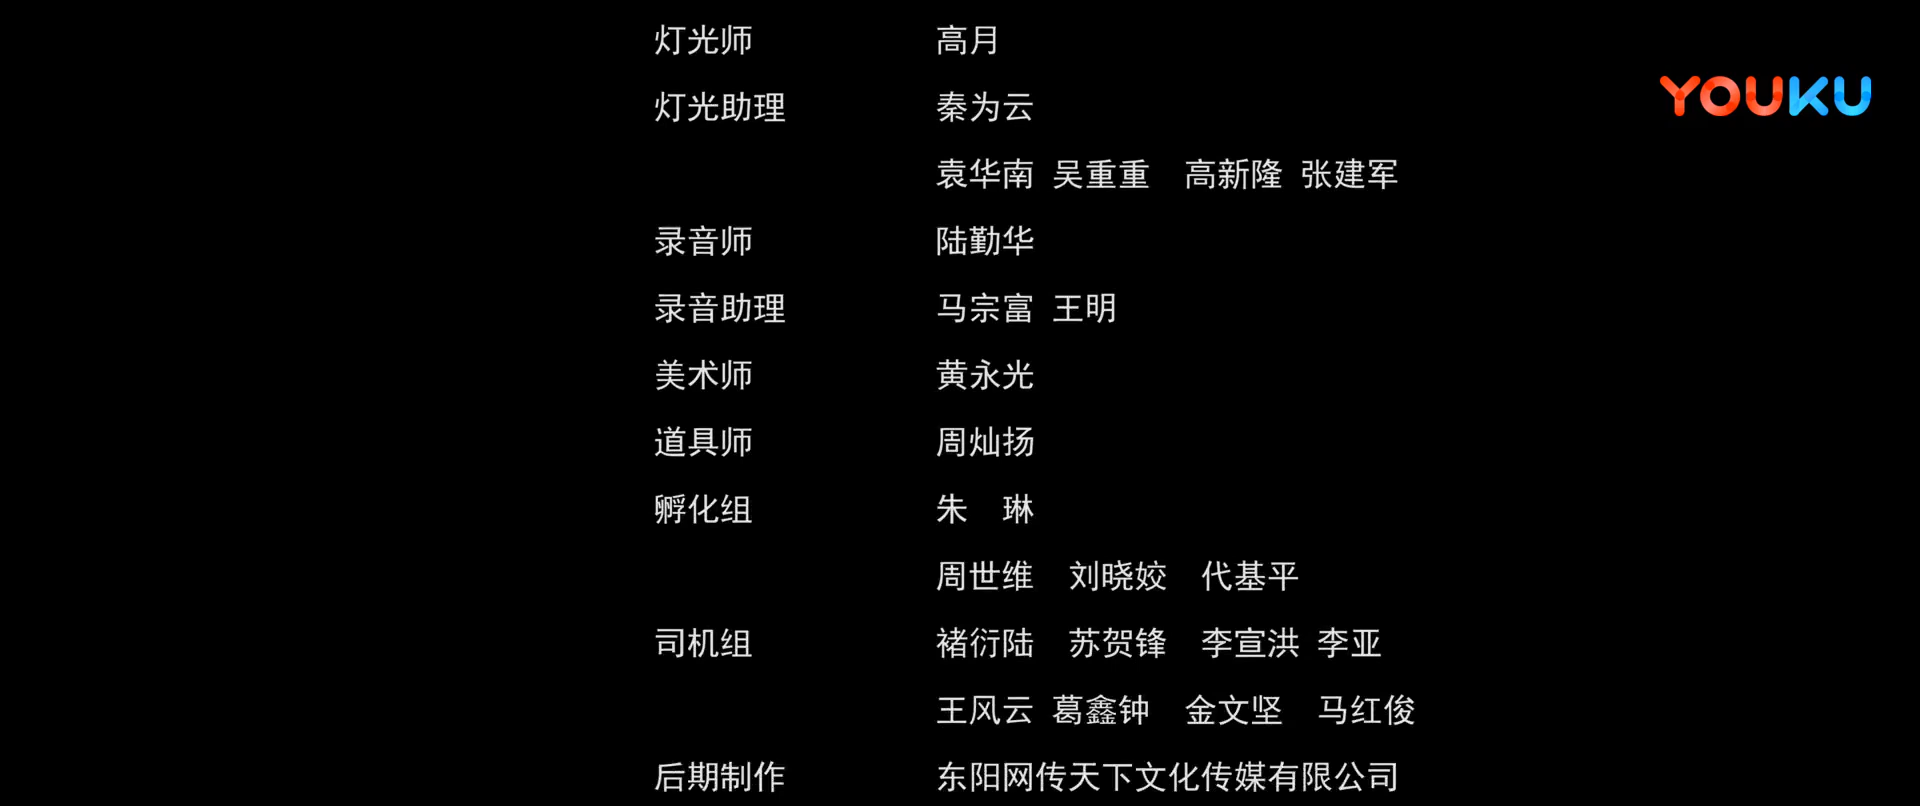 灯光师 高月
YOUKU
灯光助理 秦为云
袁华南 吴重重 高新隆 张建军
录音师 陆勤华
录音助理 马宗富 王明
美术师 黄永光
道具师 周灿扬
孵化组 朱 琳
周世维 刘晓姣 代基平
司机组 褚衍陆 苏贺锋 李宣洪 李亚
王风云 葛鑫钟 金文坚 马红俊
后期制作 东阳网传天下文化传媒有限公司